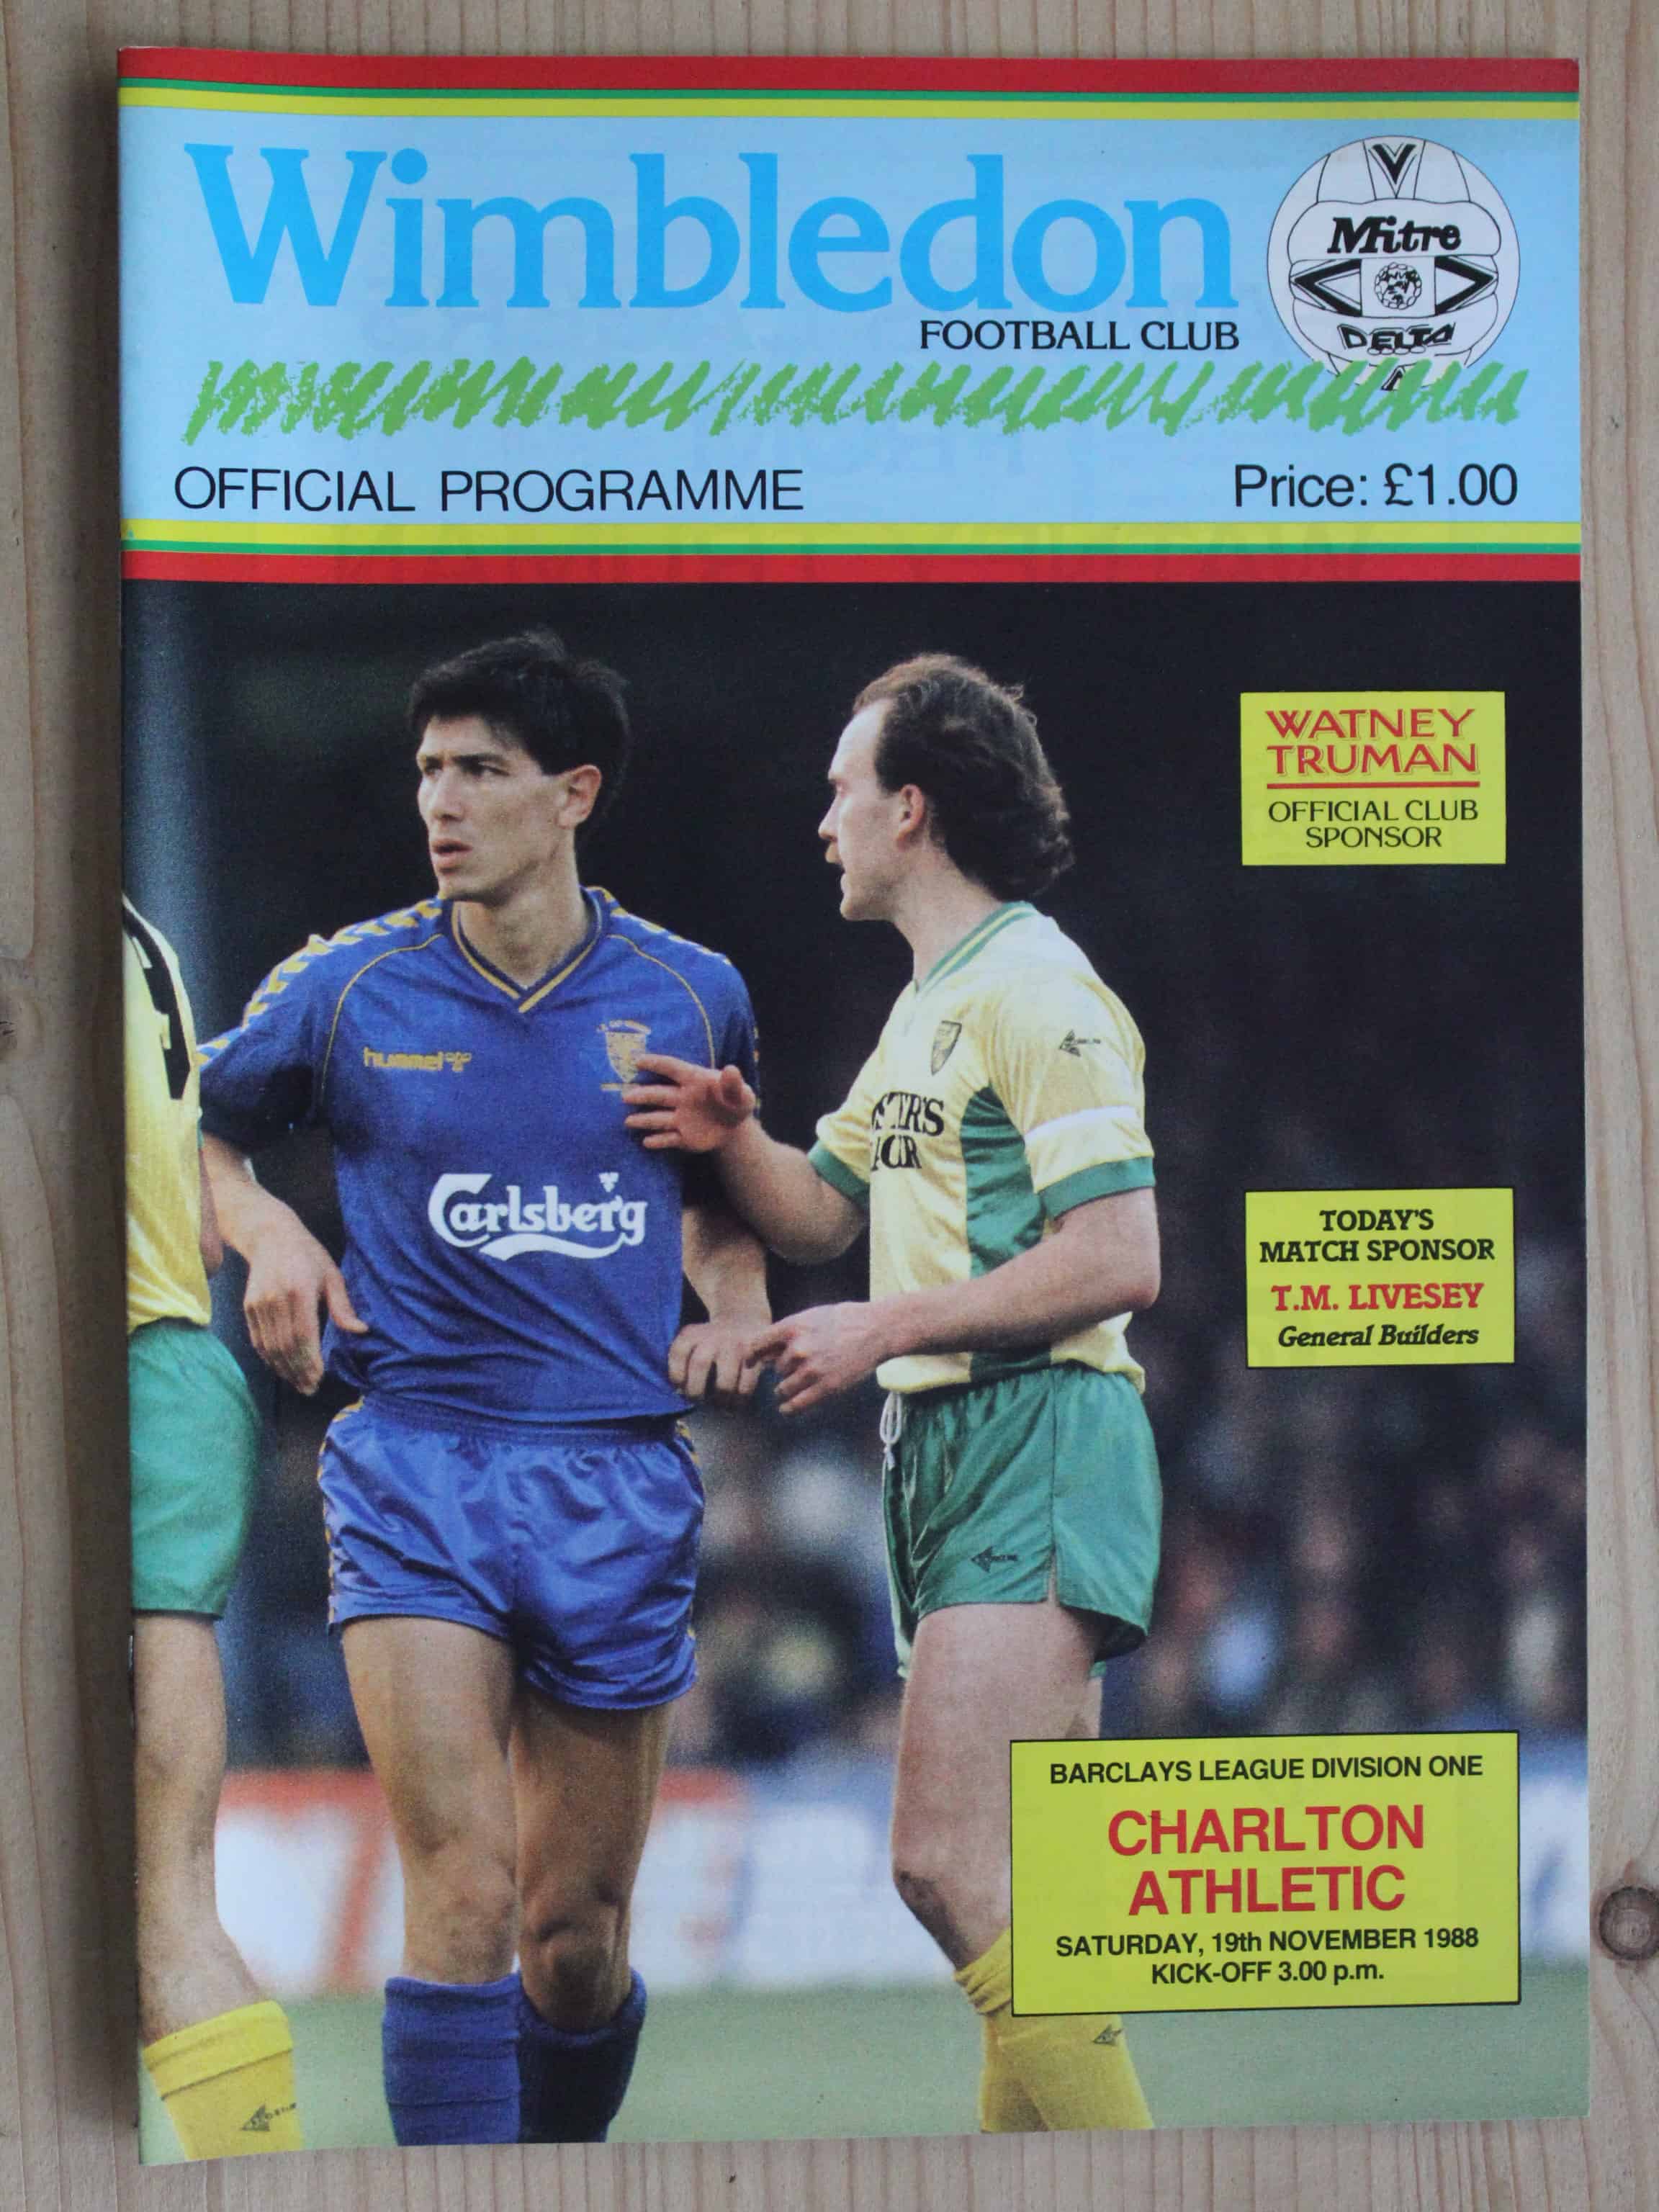 Wimbledon
FOOTBALL CLUB
Mitre
DELTA
OFFICIAL PROGRAMME
Price: £1.00
WATNEY
TRUMAN
OFFICIAL CLUB
SPONSOR
hummel
Carlsberg
TODAY'S
MATCH SPONSOR
T.M. LIVESEY
General Builders
BARCLAYS LEAGUE DIVISION ONE
CHARLTON
ATHLETIC
SATURDAY, 19th NOVEMBER 1988
KICK-OFF 3.00 p.m.